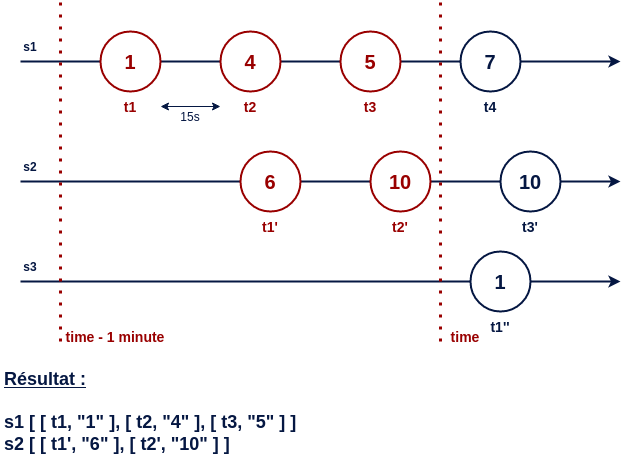 s1
1
4
5
7
t1
t2
t3
t4
15s
s2
6
10
10
t1'
t2'
t3'
s3
1
t1''
time - 1 minute
time
Résultat :
s1 [ [ t1, "1" ], [ t2, "4" ], [ t3, "5" ] ]
s2 [ [ t1', "6" ], [ t2', "10" ] ]